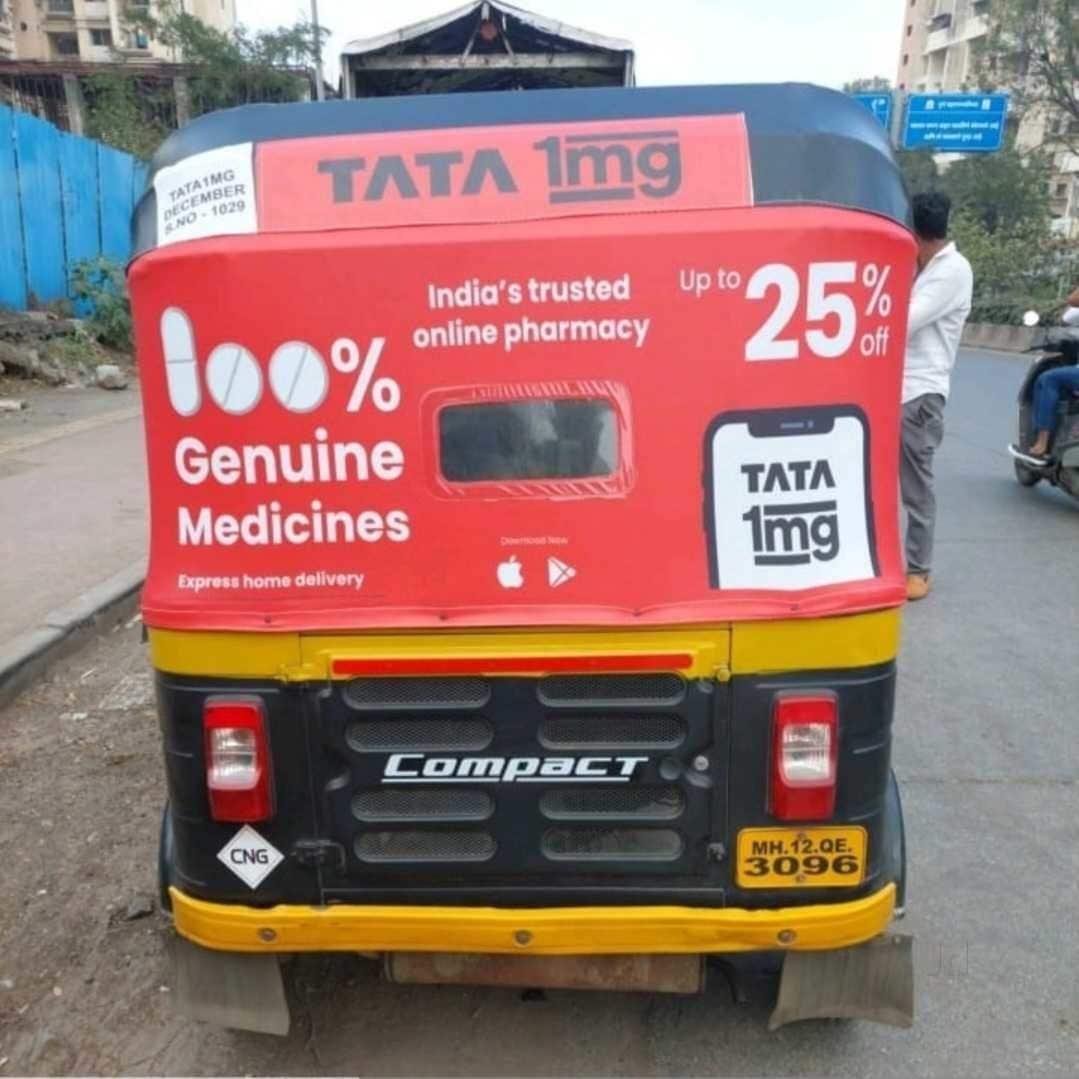 TATA1MG
DECEMBER
S.NO - 1029
TATA 1mg
India's trusted
online pharmacy
Up to 25% off
100%
Genuine
Medicines
Express home delivery
Download Now
TATA
1mg
Compact
CNG
MH.12.QE.
3096